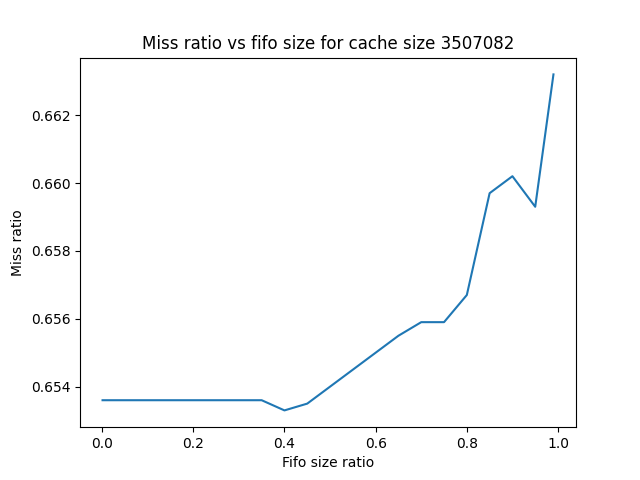 Miss ratio vs fifo size for cache size 3507082
Miss ratio
0.662
0.660
0.658
0.656
0.654
0.0 0.2 0.4 0.6 0.8 1.0
Fifo size ratio